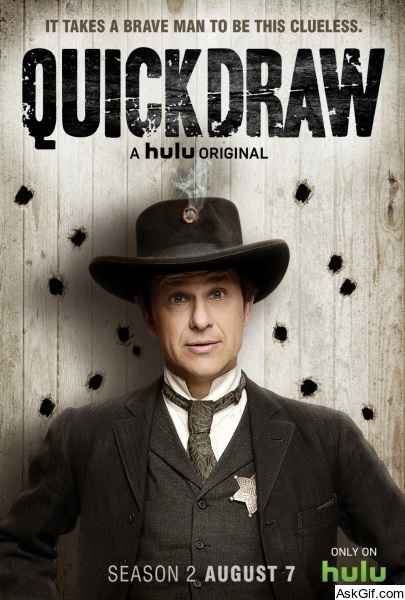 IT TAKES A BRAVE MAN TO BE THIS CLUELESS.
QUICKDRAW
A hulu ORIGINAL
SEASON 2 AUGUST 7
ONLY ON
hulu
AskGif.com